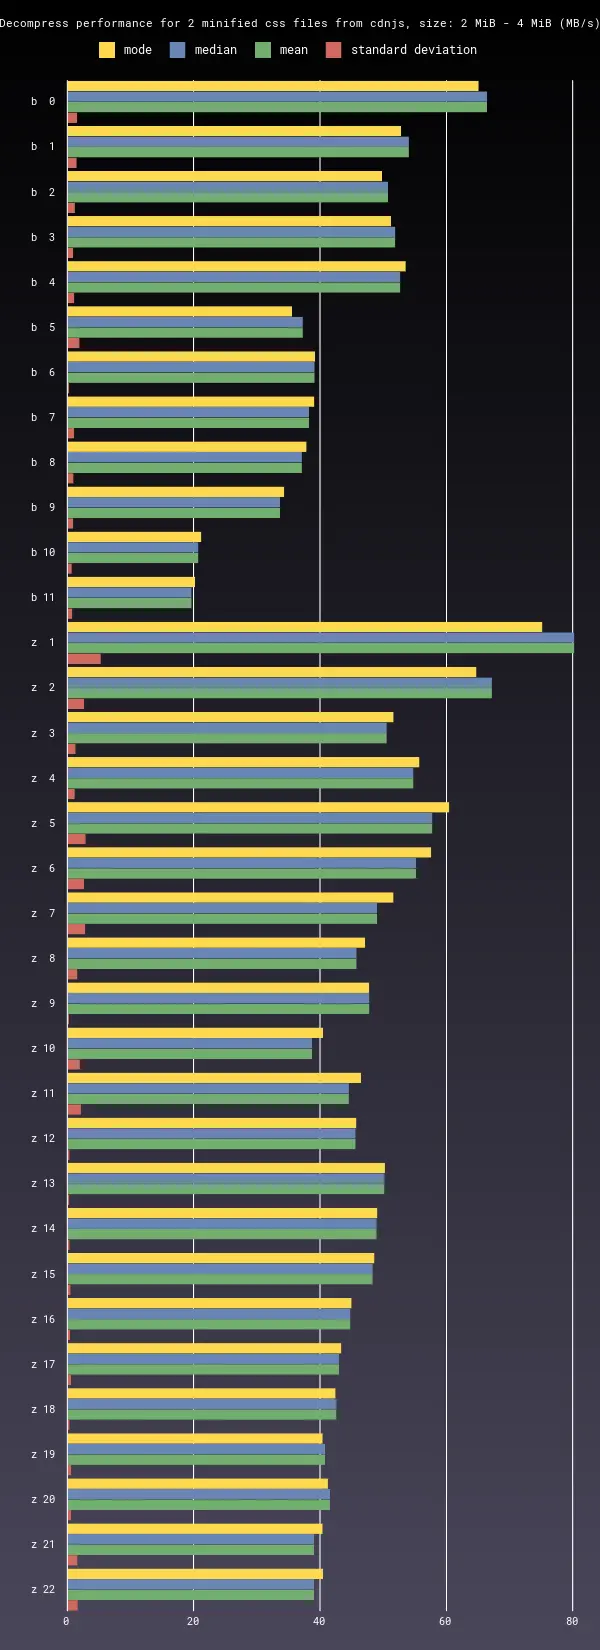 Decompress performance for 2 minified css files from cdnjs, size: 2 MiB - 4 MiB (MB/s)
mode median mean standard deviation
b 0
b 1
b 2
b 3
b 4
b 5
b 6
b 7
b 8
b 9
b 10
b 11
z 1
z 2
z 3
z 4
z 5
z 6
z 7
z 8
z 9
z 10
z 11
z 12
z 13
z 14
z 15
z 16
z 17
z 18
z 19
z 20
z 21
z 22
0 20 40 60 80